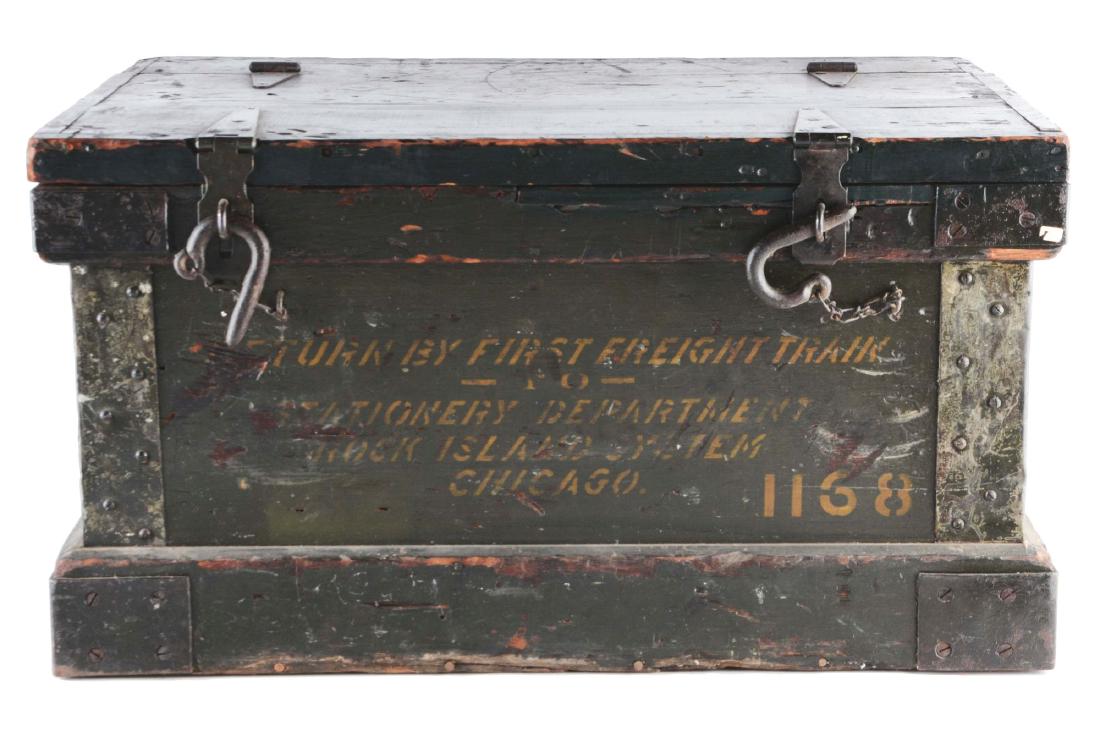 RETURN BY FIRST FREIGHT TRAIN
— TO —
STATIONERY DEPARTMENT
ROCK ISLAND SYSTEM
CHICAGO.
1168